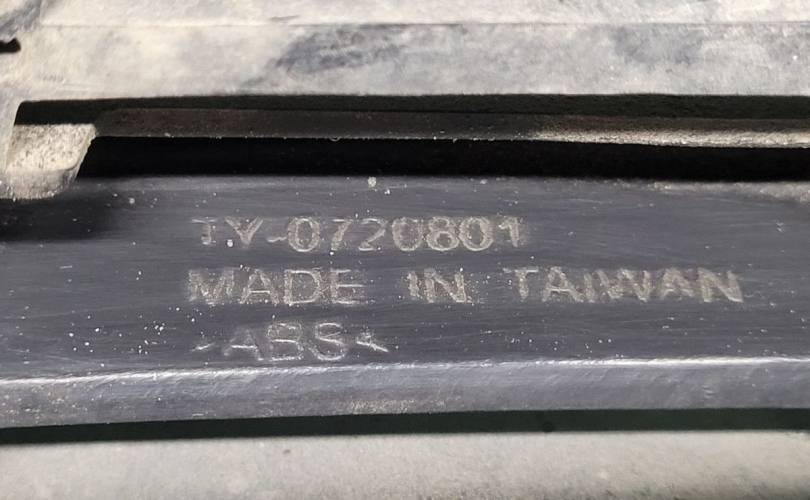 TY-0720801
MADE IN TAIWAN
>ABS<